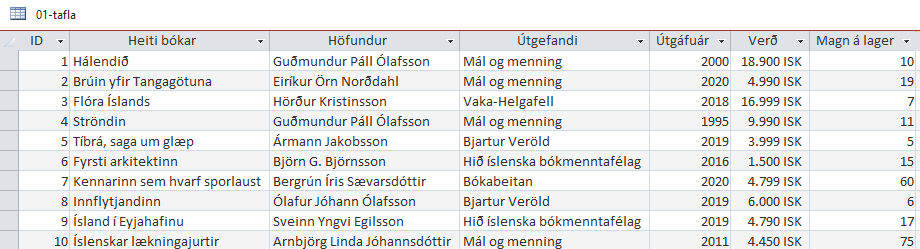 01-tafla
ID Heiti bókar Höfundur Útgefandi Útgáfuár Verð Magn á lager
1 Hálendið Guðmundur Páll Ólafsson Mál og menning 2000 18.900 ISK 10
2 Brúin yfir Tangagötuna Eiríkur Örn Norðdahl Mál og menning 2020 4.990 ISK 19
3 Flóra Íslands Hörður Kristinsson Vaka-Helgafell 2018 16.999 ISK 7
4 Ströndin Guðmundur Páll Ólafsson Mál og menning 1995 9.990 ISK 11
5 Tíbrá, saga um glæp Ármann Jakobsson Bjartur Veröld 2019 3.999 ISK 5
6 Fyrsti arkitektinn Björn G. Björnsson Hið íslenska bókmenntafélag 2016 1.500 ISK 15
7 Kennarinn sem hvarf sporlaust Bergrún Íris Sævarsdóttir Bókabeitan 2020 4.799 ISK 60
8 Innflytjandinn Ólafur Jóhann Ólafsson Bjartur Veröld 2019 6.000 ISK 6
9 Ísland í Eyjahafinu Sveinn Yngvi Egilsson Hið íslenska bókmenntafélag 2019 4.790 ISK 17
10 Íslenskar lækningajurtir Arnbjörg Linda Jóhannsdóttir Mál og menning 2011 4.450 ISK 75